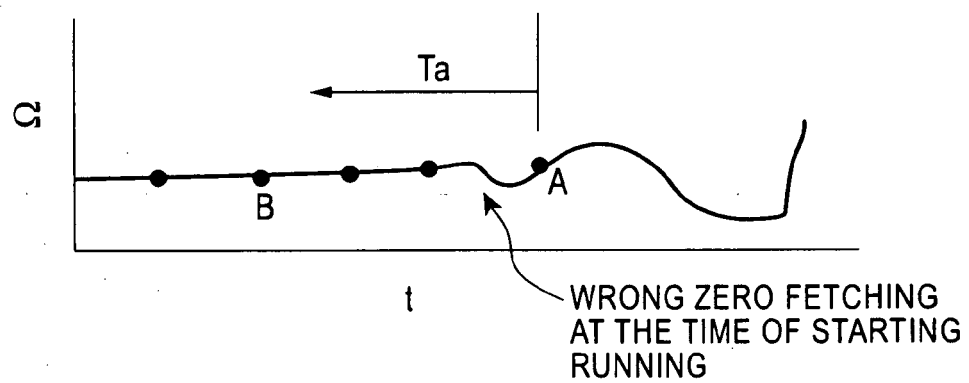 Ta
Ω
A
B
t
WRONG ZERO FETCHING
AT THE TIME OF STARTING
RUNNING